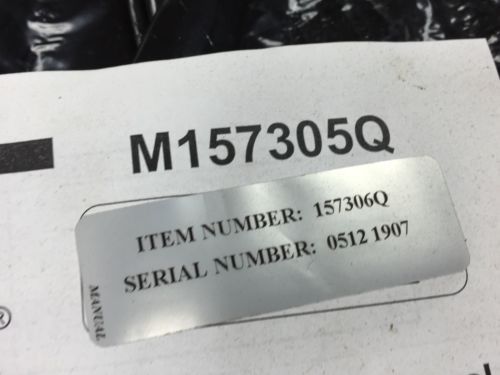 M157305Q
ITEM NUMBER: 157306Q
SERIAL NUMBER: 0512 1907
MANUAL
®